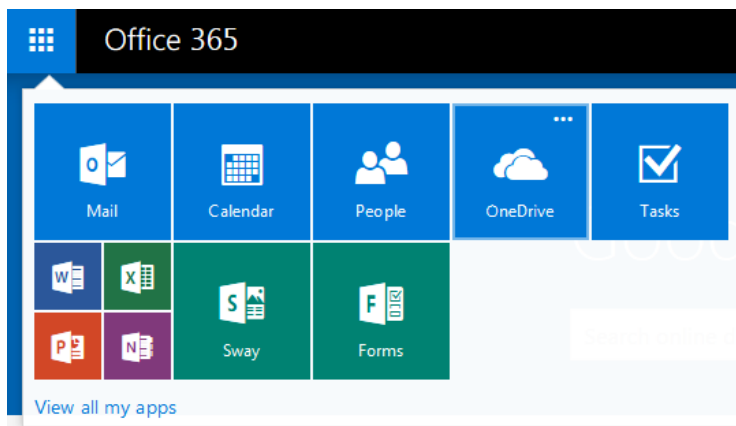 Office 365
...
Mail
Calendar
People
OneDrive
Tasks
W
X
P
N
Sway
Forms
View all my apps